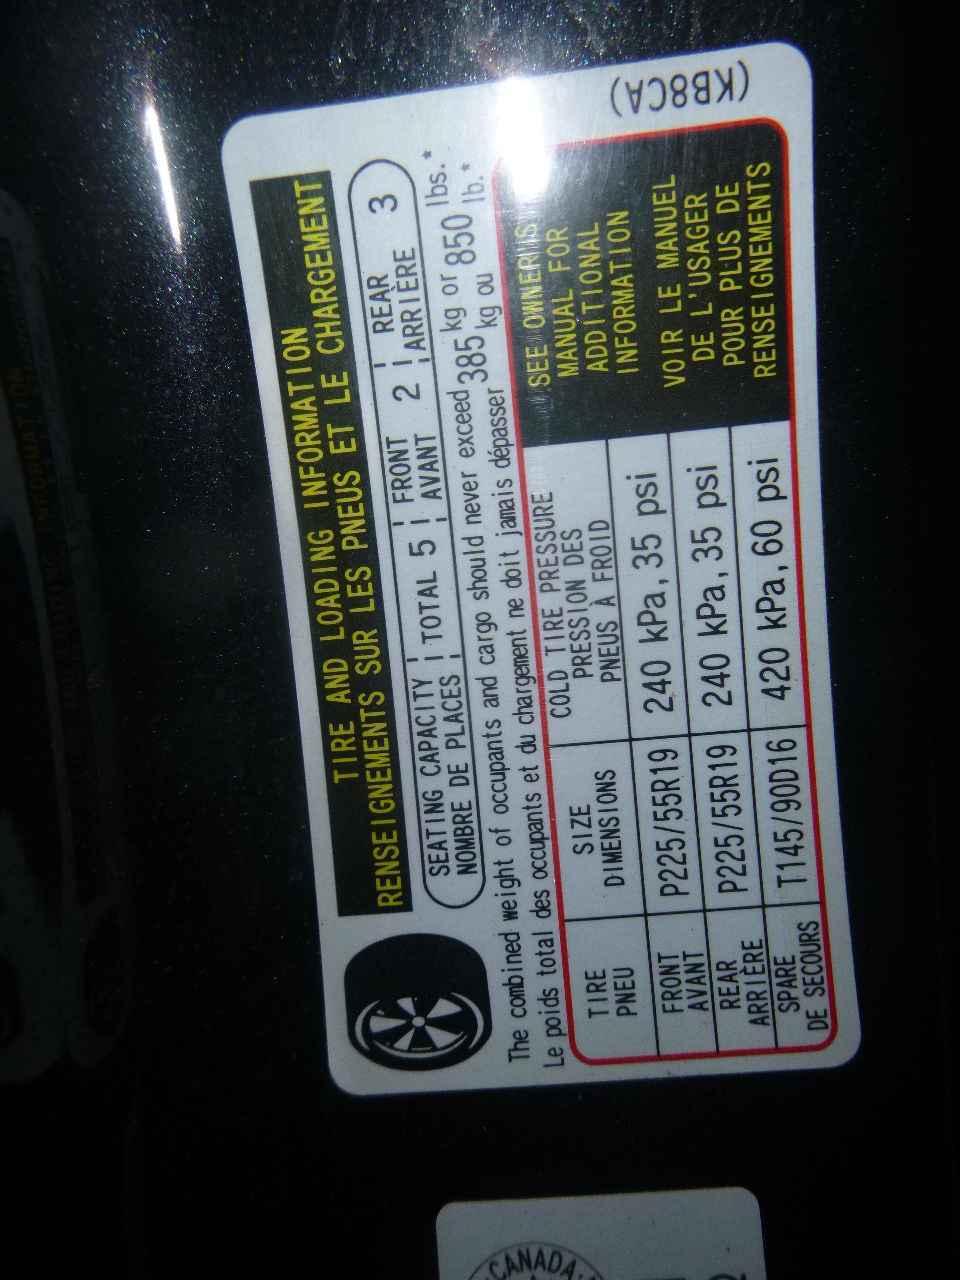 TIRE AND LOADING INFORMATION
RENSEIGNEMENTS SUR LES PNEUS ET LE CHARGEMENT
SEATING CAPACITY TOTAL 5 FRONT 2 REAR 3
NOMBRE DE PLACES AVANT ARRIÈRE
The combined weight of occupants and cargo should never exceed 385 kg or 850 lbs.*
Le poids total des occupants et du chargement ne doit jamais dépasser kg ou lb.*
TIRE SIZE COLD TIRE PRESSURE
PNEU DIMENSIONS PRESSION DES
PNEUS À FROID
FRONT P225/55R19 240 kPa, 35 psi
AVANT
REAR P225/55R19 240 kPa, 35 psi
ARRIÈRE
SPARE T145/90D16 420 kPa, 60 psi
DE SECOURS
SEE OWNER'S
MANUAL FOR
ADDITIONAL
INFORMATION
VOIR LE MANUEL
DE L'USAGER
POUR PLUS DE
RENSEIGNEMENTS
(KB8CA)
CANADA